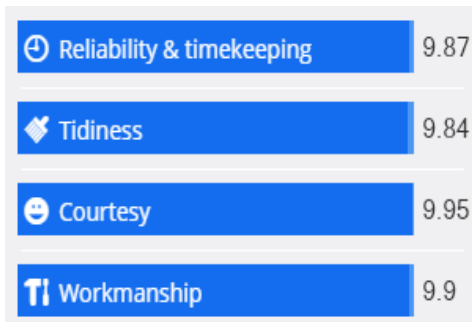 Reliability & timekeeping 9.87
Tidiness 9.84
Courtesy 9.95
Workmanship 9.9